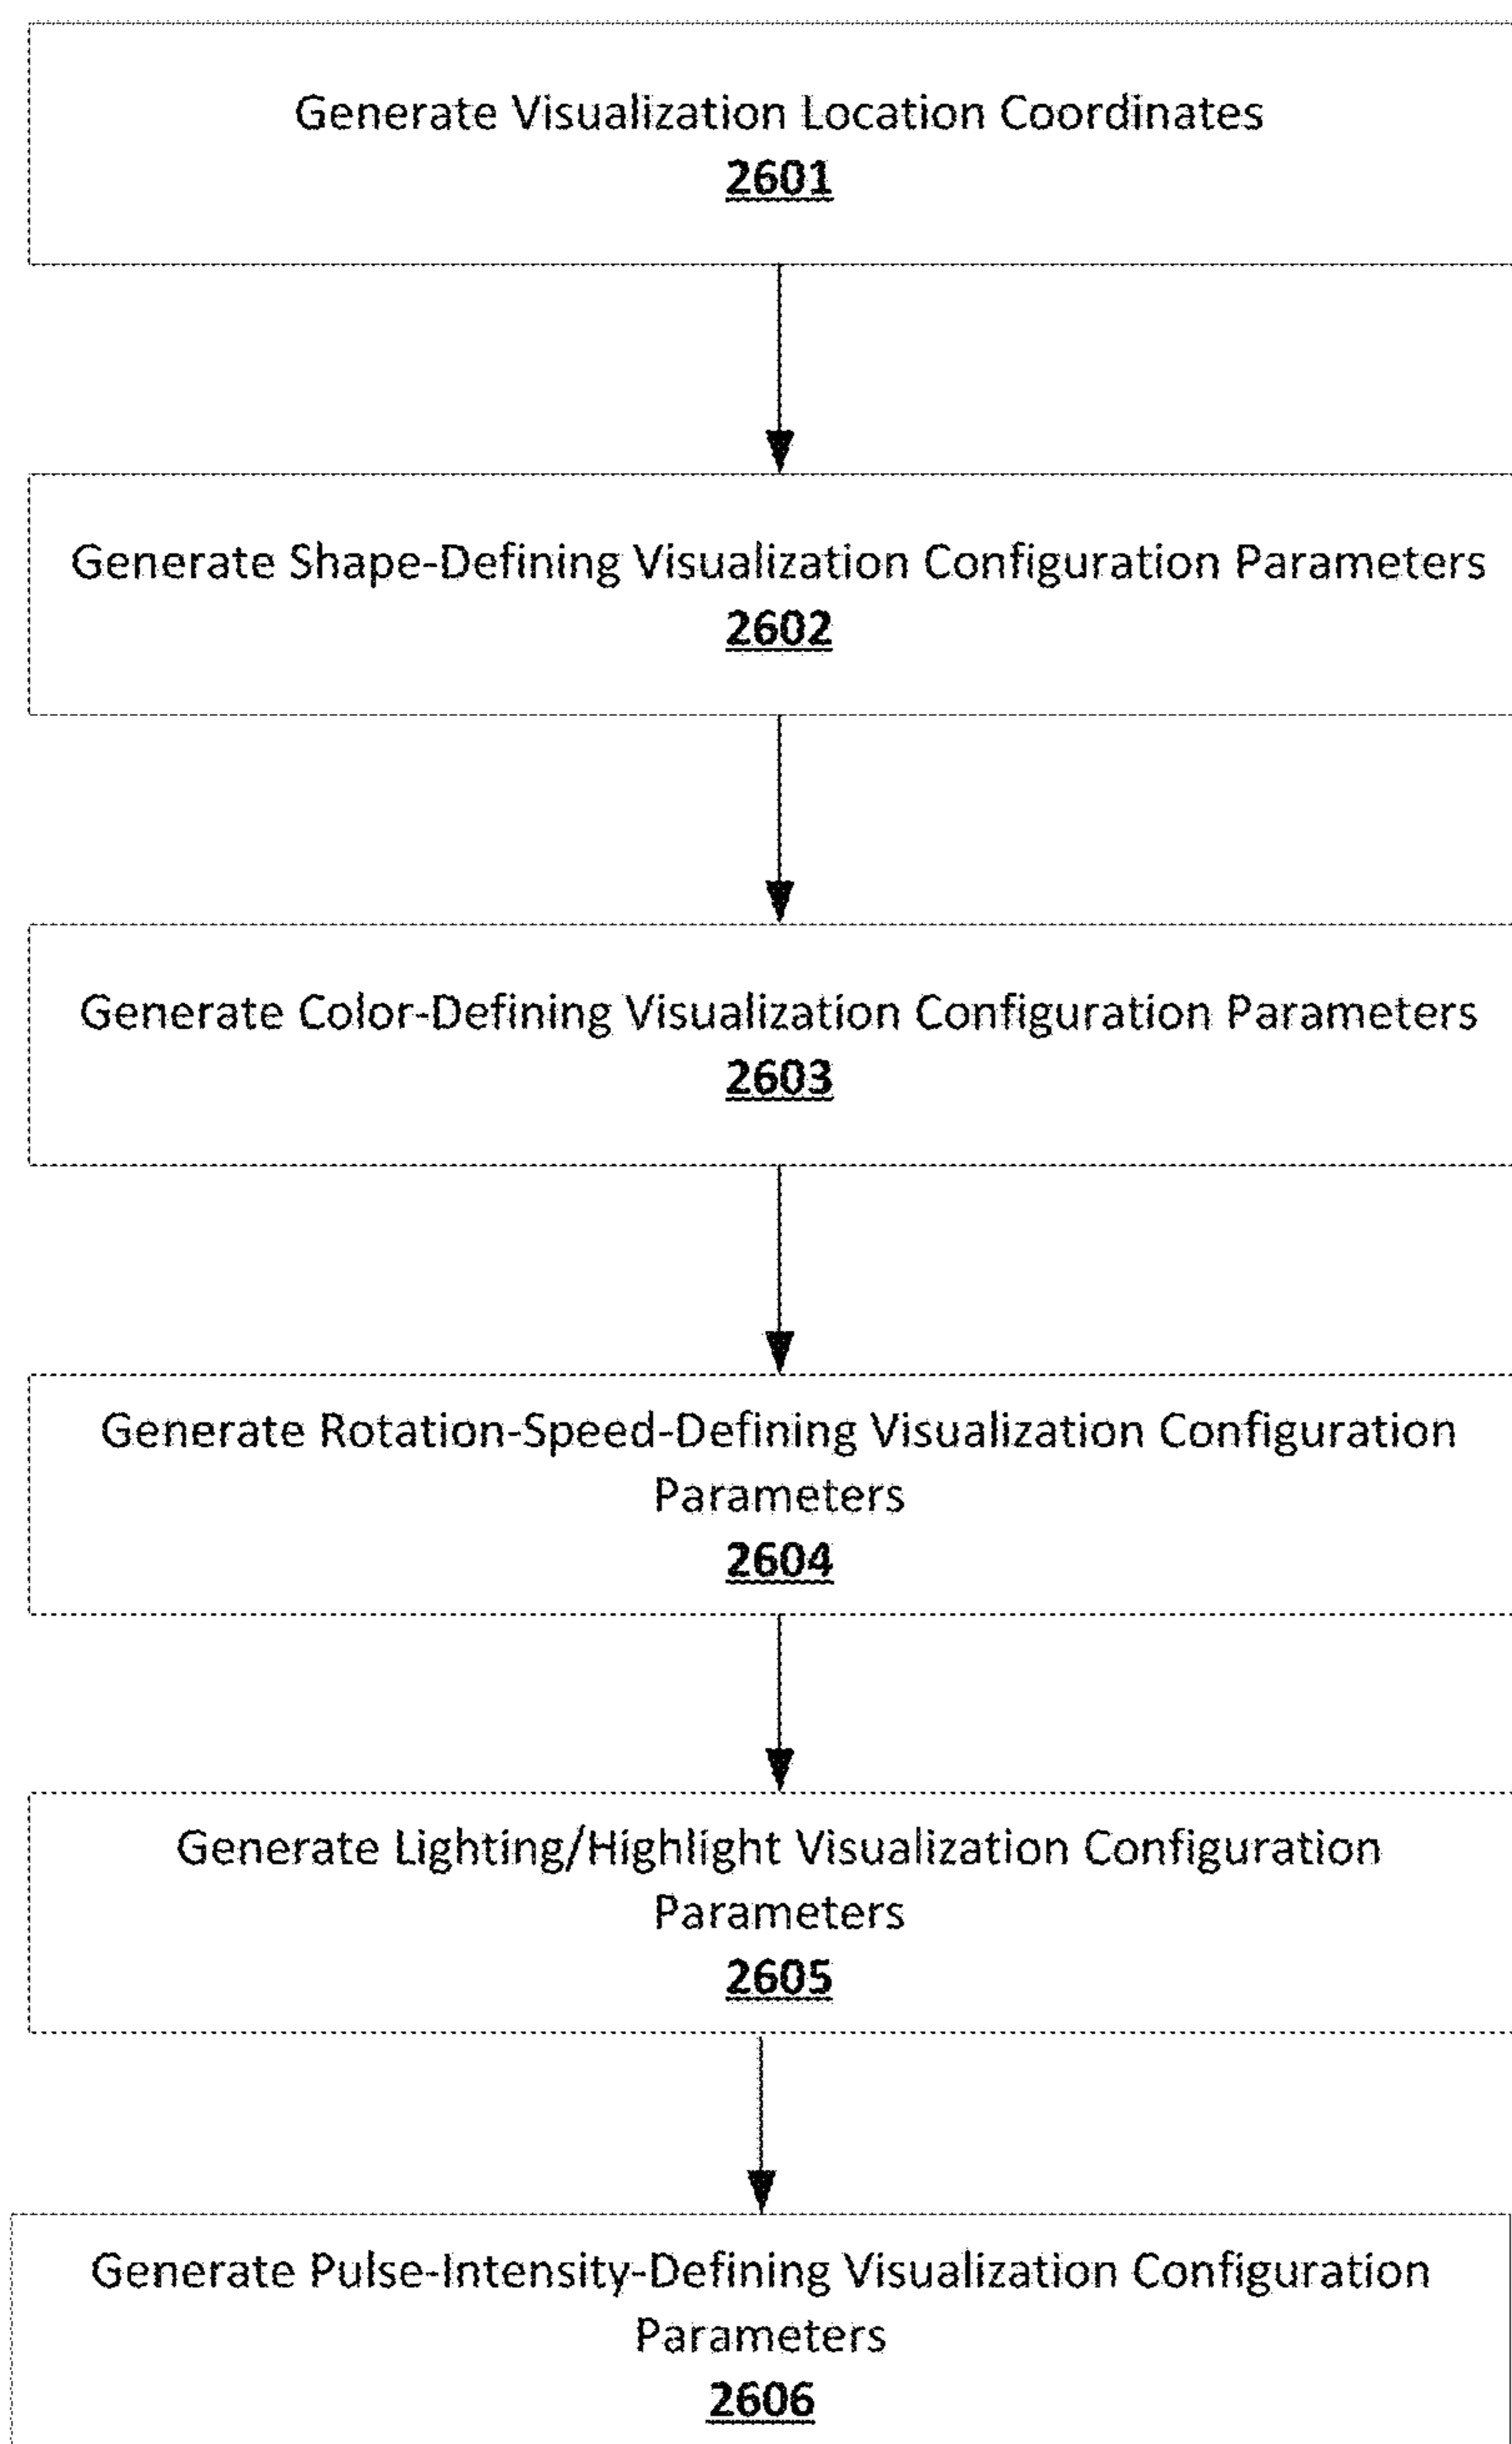 Generate Visualization Location Coordinates
2601
Generate Shape-Defining Visualization Configuration Parameters
2602
Generate Color-Defining Visualization Configuration Parameters
2603
Generate Rotation-Speed-Defining Visualization Configuration
Parameters
2604
Generate Lighting/Highlight Visualization Configuration
Parameters
2605
Generate Pulse-Intensity-Defining Visualization Configuration
Parameters
2606